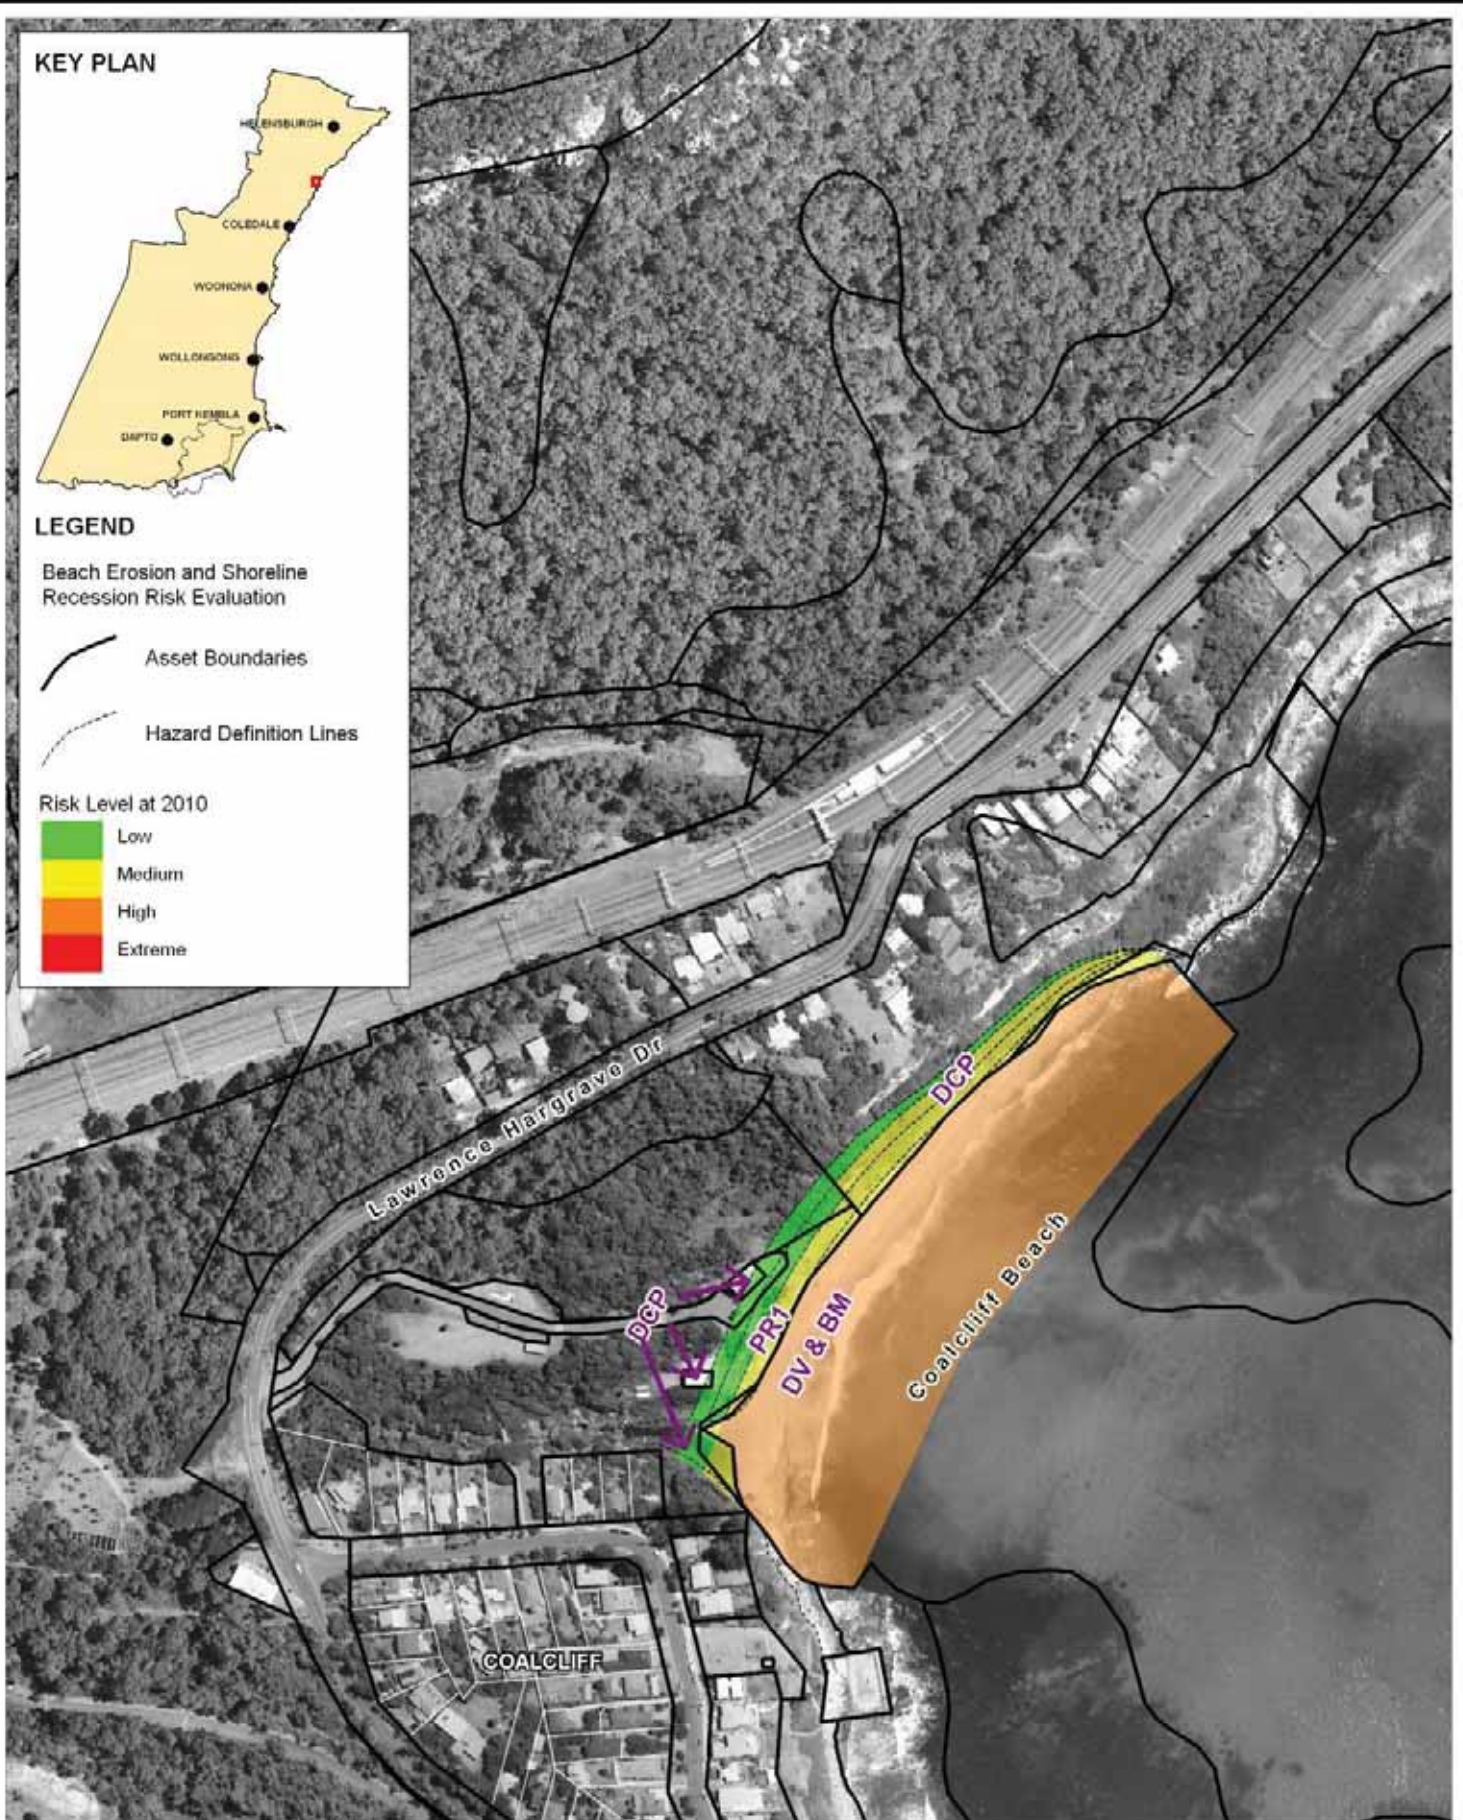 KEY PLAN
HELENSBURGH
COLEDALE
WOONONA
WOLLONGONG
PORT KEMBLA
DAPTO
LEGEND
Beach Erosion and Shoreline
Recession Risk Evaluation
Asset Boundaries
Hazard Definition Lines
Risk Level at 2010
Low
Medium
High
Extreme
Lawrence Hargrave Dr
DCP
DCP
PR1
DV & BM
Coalcliff Beach
COALCLIFF